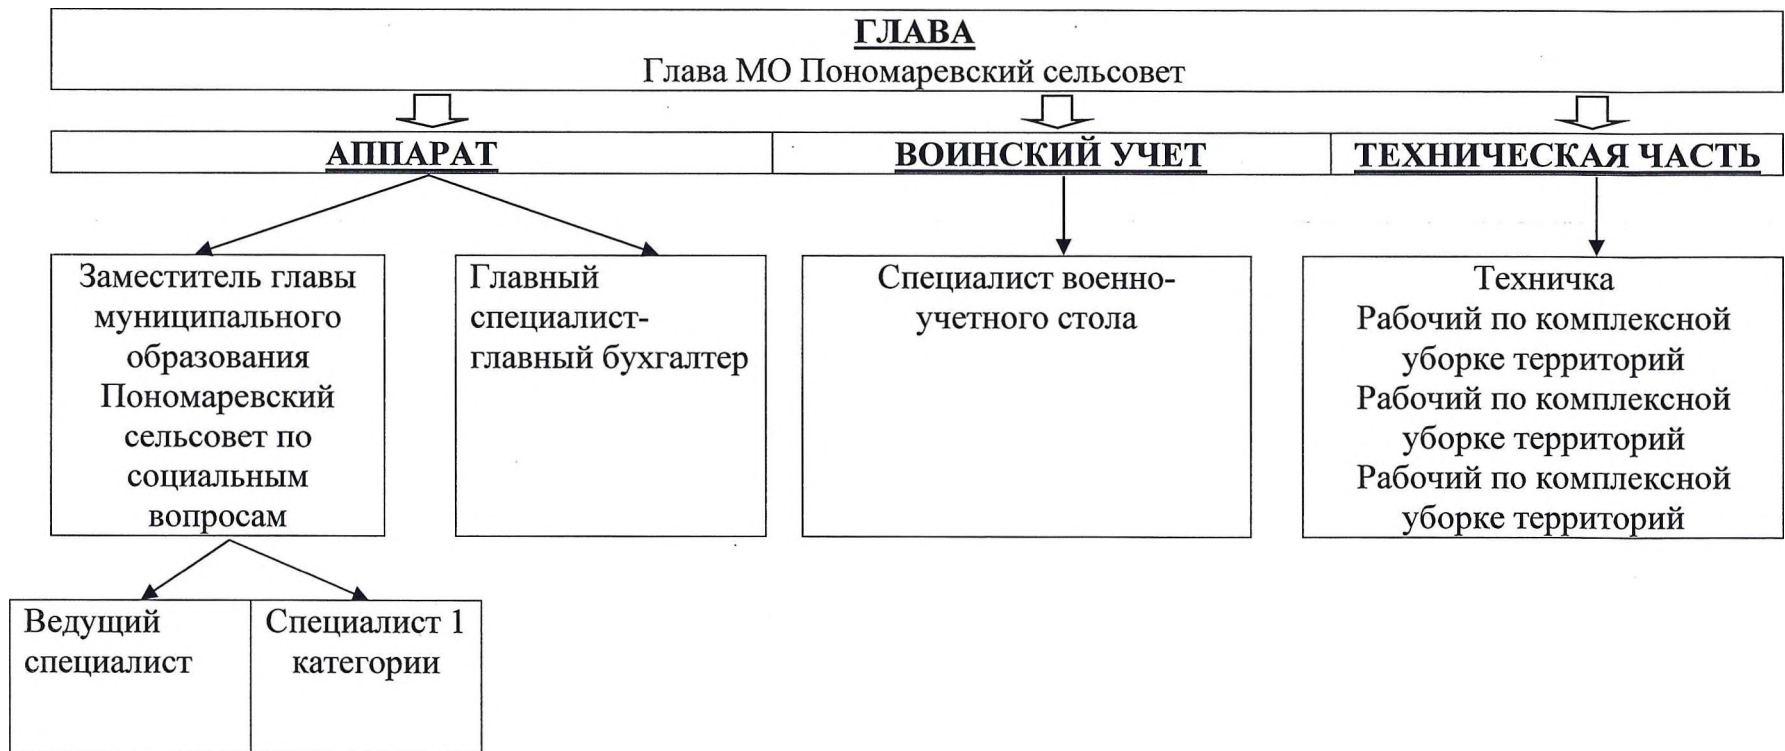 ГЛАВА
Глава МО Пономаревский сельсовет
АППАРАТ
ВОИНСКИЙ УЧЕТ
ТЕХНИЧЕСКАЯ ЧАСТЬ
Заместитель главы
муниципального
образования
Пономаревский
сельсовет по
социальным
вопросам
Главный
специалист-
главный бухгалтер
Специалист военно-
учетного стола
Техничка
Рабочий по комплексной
уборке территорий
Рабочий по комплексной
уборке территорий
Рабочий по комплексной
уборке территорий
Ведущий
специалист
Специалист 1
категории